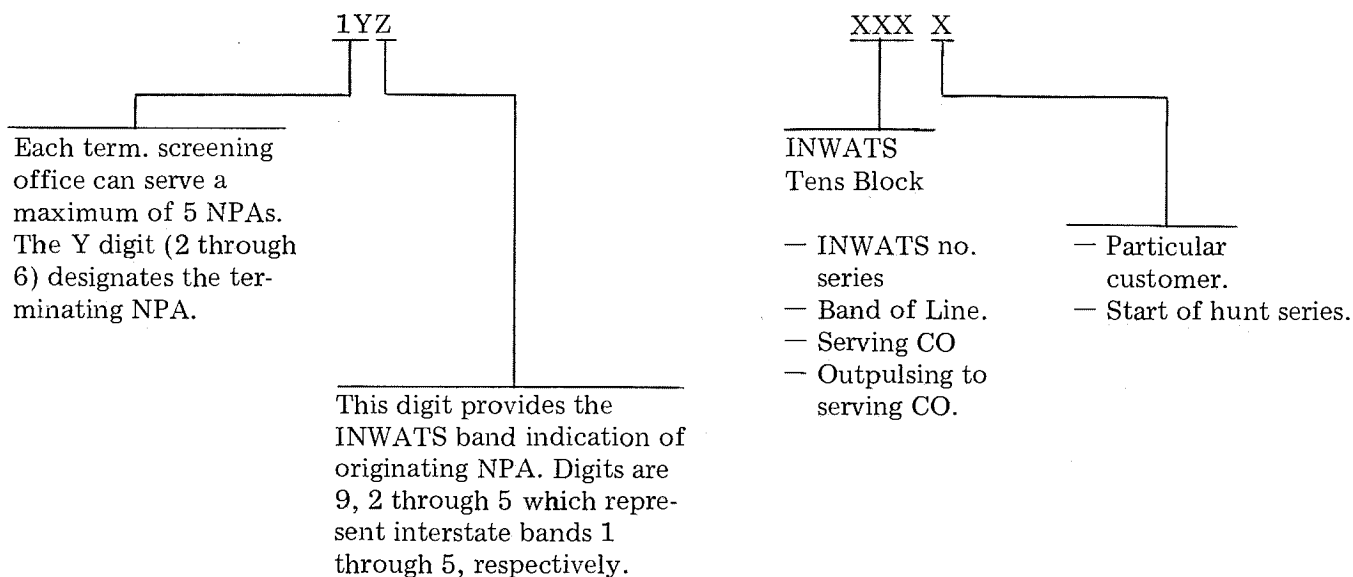 1YZ
XXX X
Each term. screening
office can serve a
maximum of 5 NPAs.
The Y digit (2 through
6) designates the ter-
minating NPA.
This digit provides the
INWATS band indication of
originating NPA. Digits are
9, 2 through 5 which repre-
sent interstate bands 1
through 5, respectively.
INWATS
Tens Block
— INWATS no.
series
— Band of Line.
— Serving CO
— Outpulsing to
serving CO.
— Particular
customer.
— Start of hunt series.